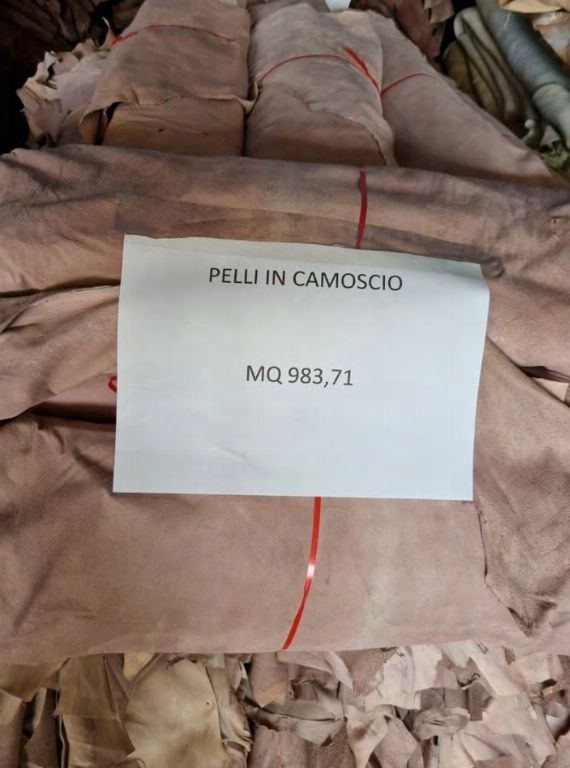 PELLI IN CAMOSCIO
MQ 983,71